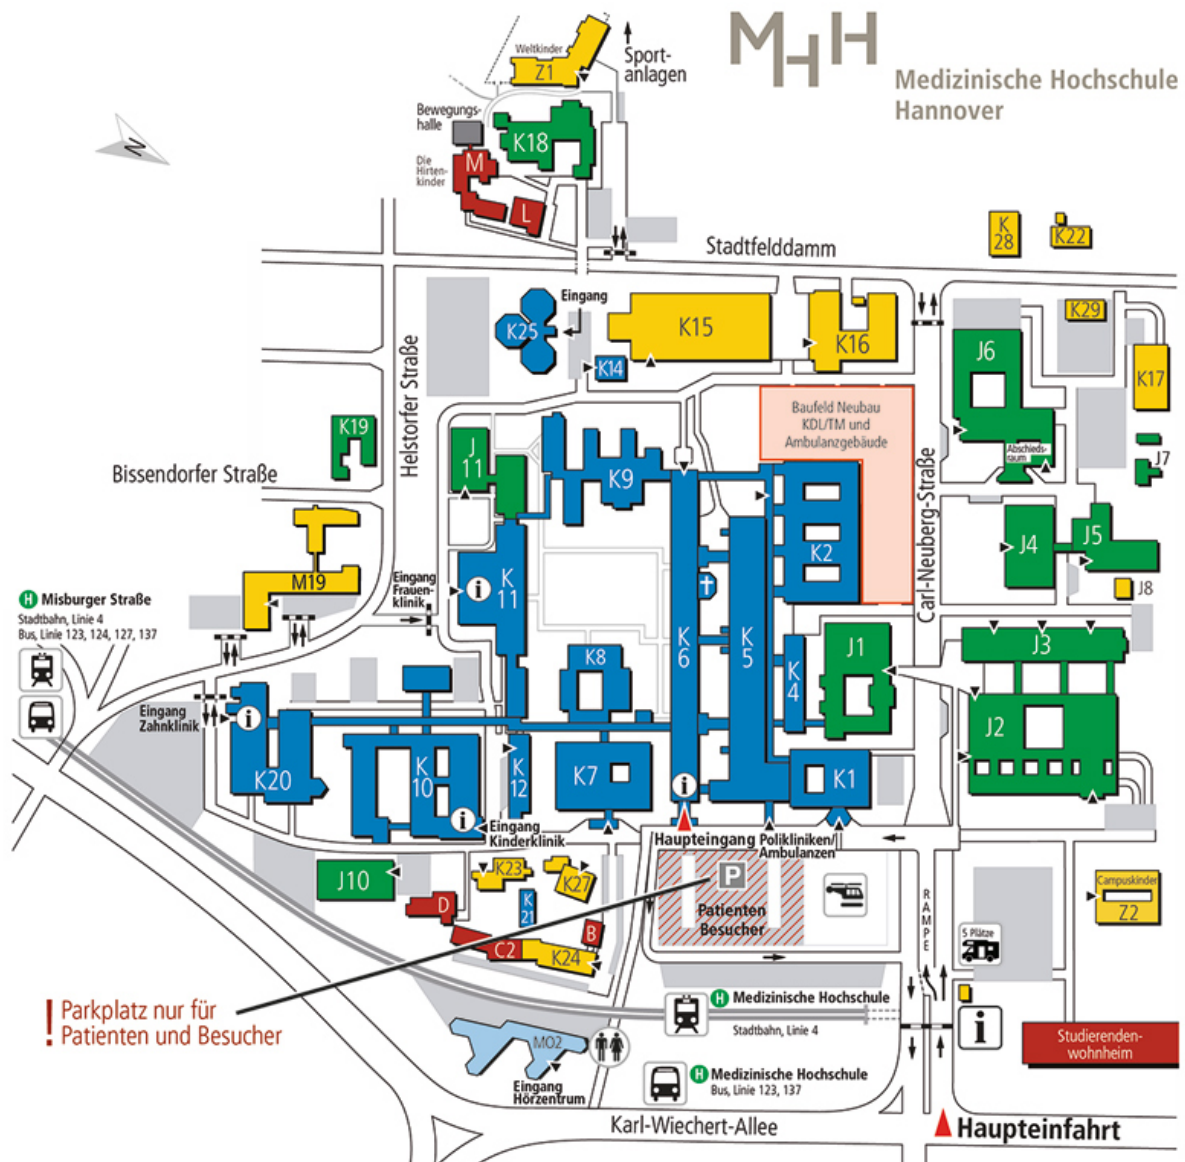 MHH
Medizinische Hochschule
Hannover
Weltkinder
Z1
Sport-
anlagen
Bewegungs-
halle
K18
Die
Hirten-
kinder
M
L
N
Stadtfelddamm
K
28
K22
Eingang
K25
K14
K15
K16
K29
K17
J6
Abschieds-
raum
J7
Baufeld Neubau
KDL/TM und
Ambulanzgebäude
Helstorfer Straße
K19
Bissendorfer Straße
J
11
K9
K2
Carl-Neuberg-Straße
J4
J5
J8
M19
Eingang
Frauen-
klinik
i
K
11
K
6
K
5
K
4
K8
J1
J3
J2
H Misburger Straße
Stadtbahn, Linie 4
Bus, Linie 123, 124, 127, 137
Eingang
Zahnklinik
i
K20
K
10
i
K
12
K7
i
K1
Eingang
Kinderklinik
Haupteingang
Polikliniken/
Ambulanzen
J10
K23
K27
D
K
21
B
C2
K24
P
Patienten
Besucher
RAMPE
5 Plätze
Campuskinder
Z2
! Parkplatz nur für
Patienten und Besucher
H Medizinische Hochschule
Stadtbahn, Linie 4
i
Studierenden-
wohnheim
MO2
Eingang
Hörzentrum
H Medizinische Hochschule
Bus, Linie 123, 137
Karl-Wiechert-Allee
Haupteinfahrt